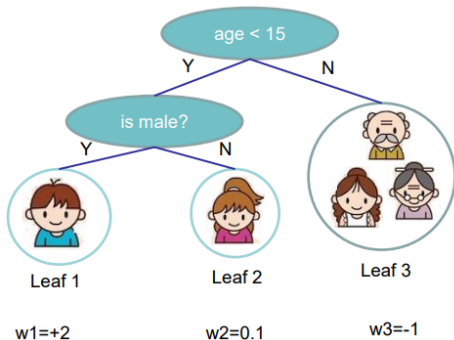 age < 15
Y
N
is male?
Y
N
Leaf 1
Leaf 2
Leaf 3
w1=+2
w2=0.1
w3=-1